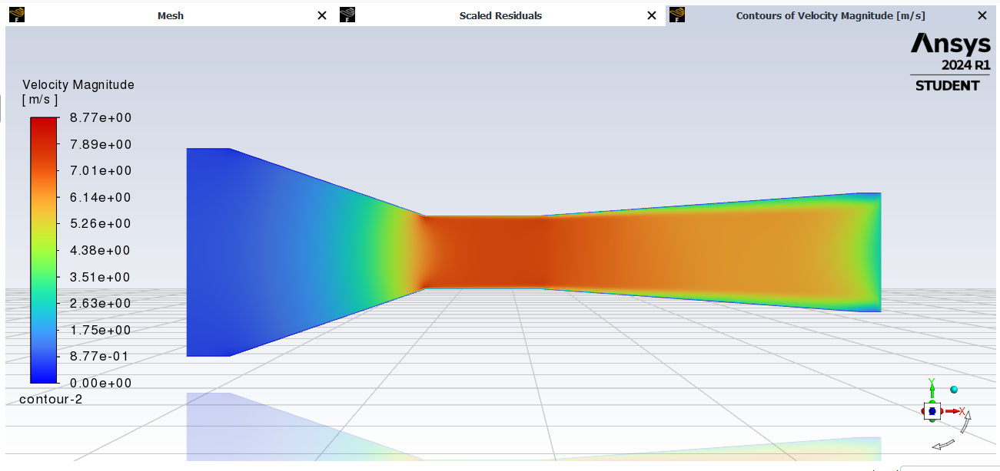 Mesh
Scaled Residuals
Contours of Velocity Magnitude [m/s]
Ansys
2024 R1
STUDENT
Velocity Magnitude
[ m/s ]
8.77e+00
7.89e+00
7.01e+00
6.14e+00
5.26e+00
4.38e+00
3.51e+00
2.63e+00
1.75e+00
8.77e-01
0.00e+00
contour-2
Y
X